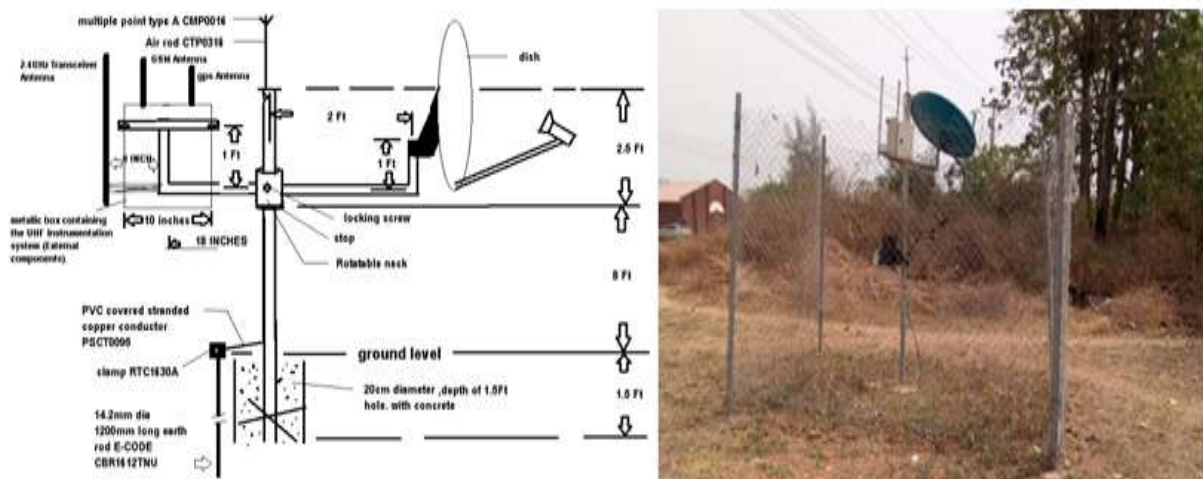 multiple point type A CMP0016
Air rod CTP0316
2.4GHz Transceiver
Antenna
GSM Antenna
gps Antenna
dish
2 Ft
2.5 Ft
1 Ft
1 Ft
10 inches
metallic box containing
the UHF Instrumentation
system (External
components).
18 INCHES
locking screw
stop
Rotatable neck
8 Ft
PVC covered stranded
copper conductor
PSCT0095
clamp RTC1630A
ground level
20cm diameter ,depth of 1.5Ft
hole. with concrete
1.5 Ft
14.2mm dia
1200mm long earth
rod E-CODE
CBR1612TNU